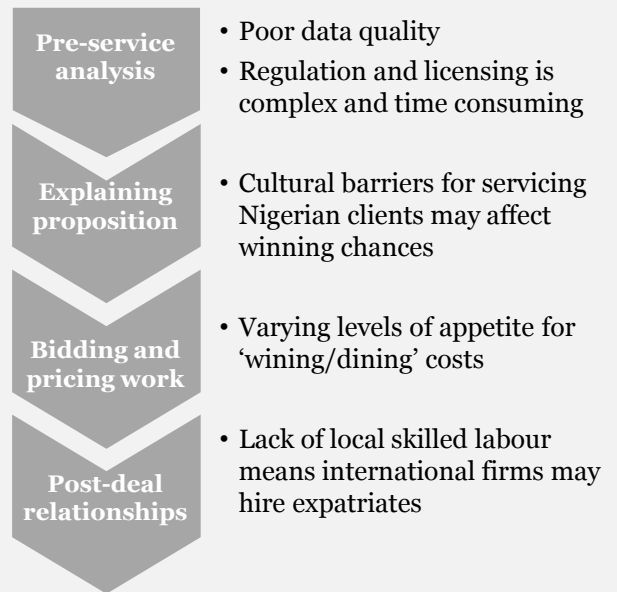 Pre-service
analysis
• Poor data quality
• Regulation and licensing is
complex and time consuming
Explaining
proposition
• Cultural barriers for servicing
Nigerian clients may affect
winning chances
Bidding and
pricing work
• Varying levels of appetite for
‘wining/dining’ costs
Post-deal
relationships
• Lack of local skilled labour
means international firms may
hire expatriates